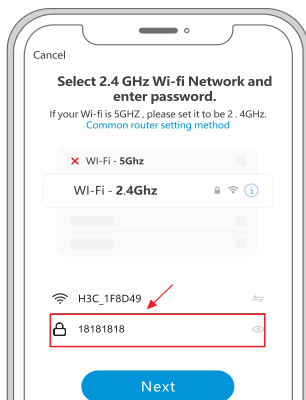 Cancel
Select 2.4 GHz Wi-fi Network and
enter password.
If your Wi-fi is 5GHZ , please set it to be 2 . 4GHz.
Common router setting method
WI-Fi - 5Ghz
WI-Fi - 2.4Ghz
H3C_1F8D49
18181818
Next